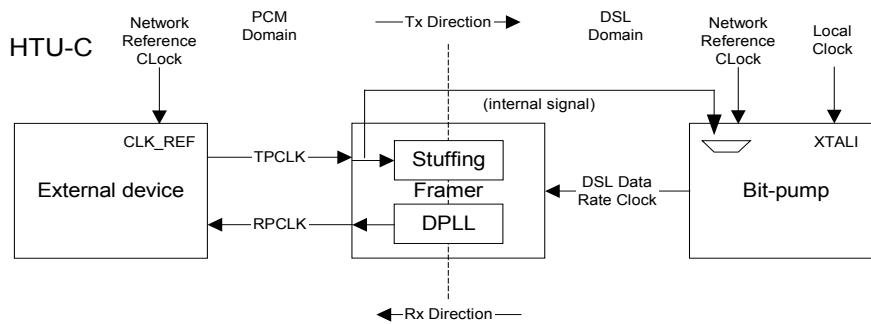 HTU-C
Network
Reference
CLock
PCM
Domain
Tx Direction
DSL
Domain
Network
Reference
CLock
Local
Clock
(internal signal)
CLK_REF
External device
TPCLK
RPCLK
Stuffing
Framer
DPLL
DSL Data
Rate Clock
XTALI
Bit-pump
Rx Direction